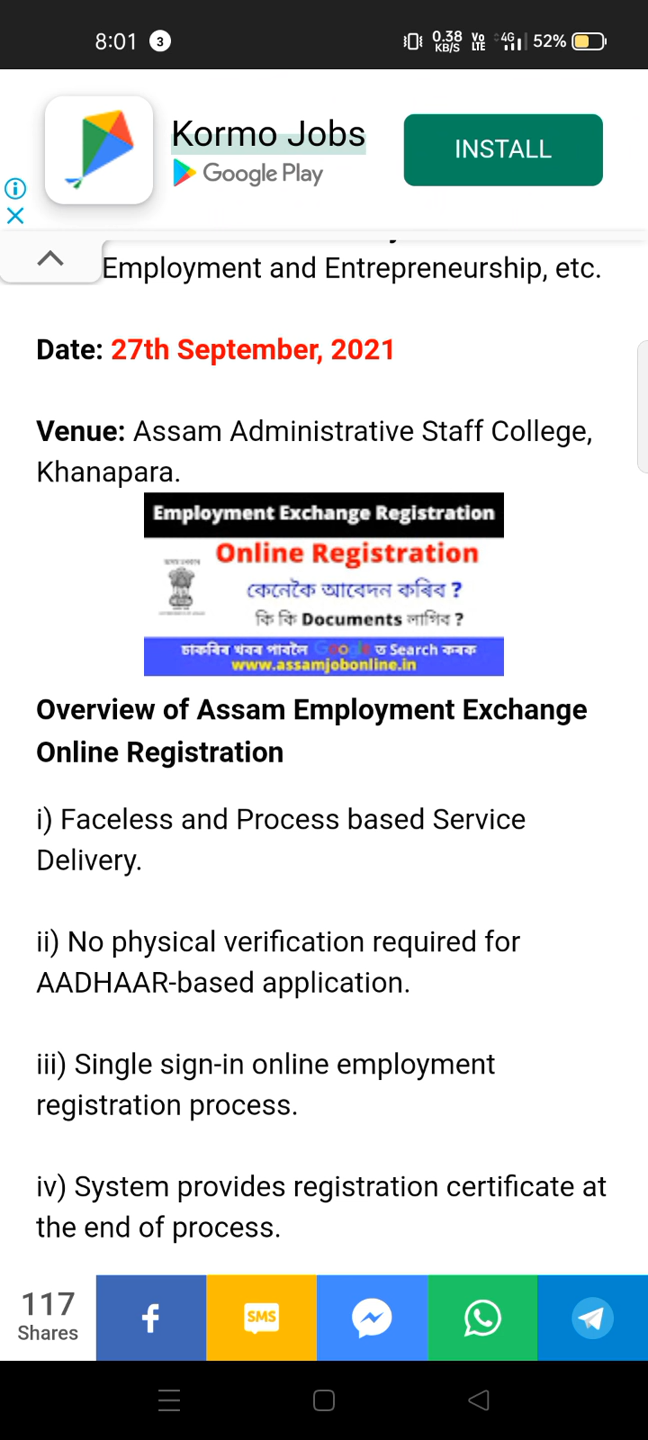 8:01 3 0.38 KB/S Vo LTE 4G 52%
Kormo Jobs
Google Play
INSTALL
Employment and Entrepreneurship, etc.
Date: 27th September, 2021
Venue: Assam Administrative Staff College,
Khanapara.
Employment Exchange Registration
Online Registration
কেনেকৈ আবেদন কৰিব ?
কি কি Documents লাগিব ?
চাকৰিৰ খবৰ পাবলৈ Google ত Search কৰক
www.assamjobonline.in
Overview of Assam Employment Exchange
Online Registration
i) Faceless and Process based Service
Delivery.
ii) No physical verification required for
AADHAAR-based application.
iii) Single sign-in online employment
registration process.
iv) System provides registration certificate at
the end of process.
117
Shares
SMS